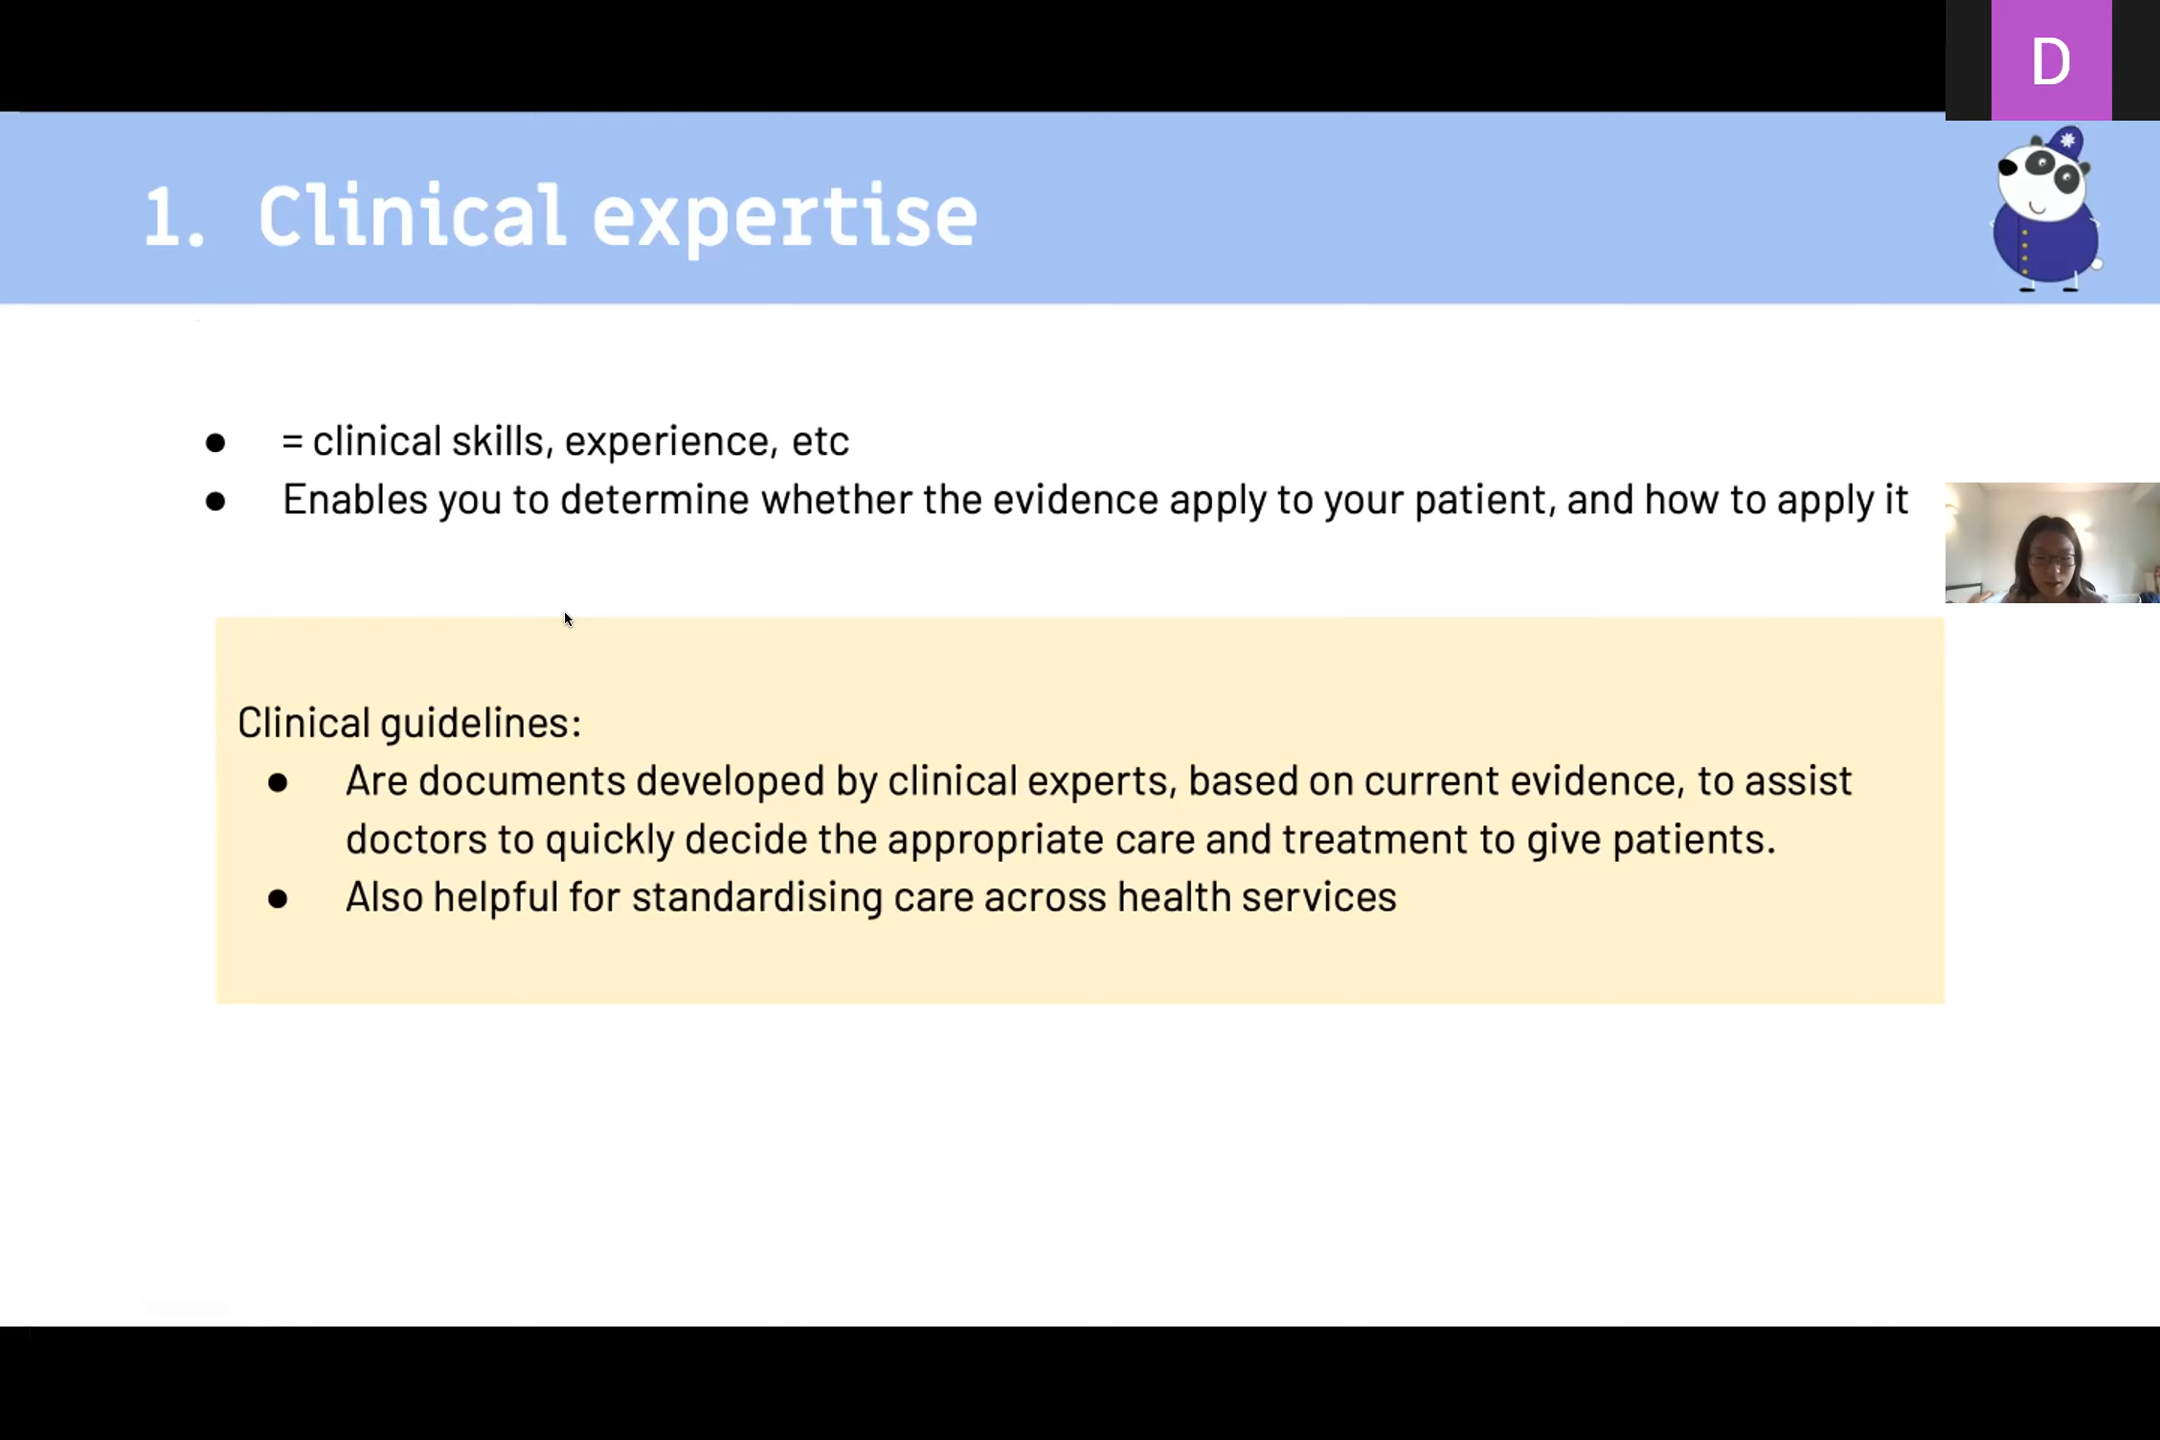 D
1. Clinical expertise
● = clinical skills, experience, etc
● Enables you to determine whether the evidence apply to your patient, and how to apply it
Clinical guidelines:
● Are documents developed by clinical experts, based on current evidence, to assist
doctors to quickly decide the appropriate care and treatment to give patients.
● Also helpful for standardising care across health services